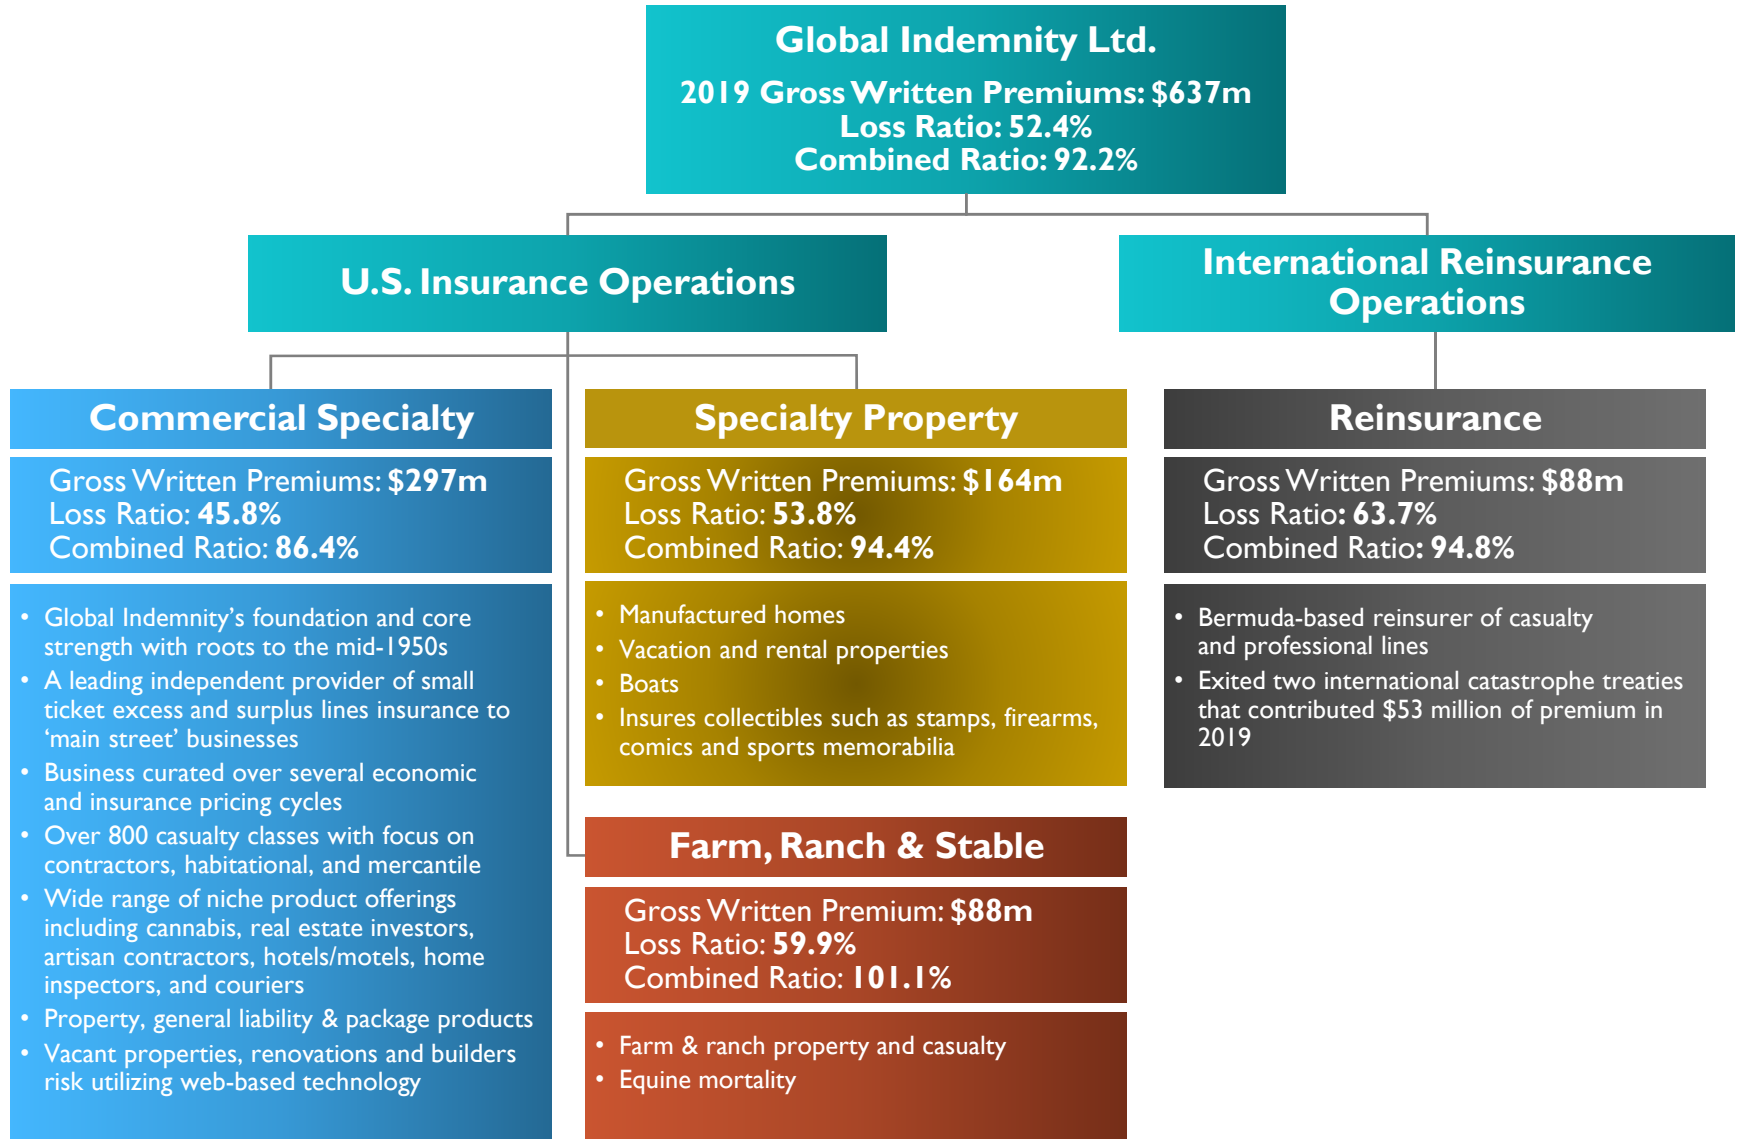 Global Indemnity Ltd.
2019 Gross Written Premiums: $637m
Loss Ratio: 52.4%
Combined Ratio: 92.2%
U.S. Insurance Operations
International Reinsurance
Operations
Commercial Specialty
Gross Written Premiums: $297m
Loss Ratio: 45.8%
Combined Ratio: 86.4%
• Global Indemnity’s foundation and core
strength with roots to the mid-1950s
• A leading independent provider of small
ticket excess and surplus lines insurance to
‘main street’ businesses
• Business curated over several economic
and insurance pricing cycles
• Over 800 casualty classes with focus on
contractors, habitational, and mercantile
• Wide range of niche product offerings
including cannabis, real estate investors,
artisan contractors, hotels/motels, home
inspectors, and couriers
• Property, general liability & package products
• Vacant properties, renovations and builders
risk utilizing web-based technology
Specialty Property
Gross Written Premiums: $164m
Loss Ratio: 53.8%
Combined Ratio: 94.4%
• Manufactured homes
• Vacation and rental properties
• Boats
• Insures collectibles such as stamps, firearms,
comics and sports memorabilia
Farm, Ranch & Stable
Gross Written Premium: $88m
Loss Ratio: 59.9%
Combined Ratio: 101.1%
• Farm & ranch property and casualty
• Equine mortality
Reinsurance
Gross Written Premiums: $88m
Loss Ratio: 63.7%
Combined Ratio: 94.8%
• Bermuda-based reinsurer of casualty
and professional lines
• Exited two international catastrophe treaties
that contributed $53 million of premium in
2019